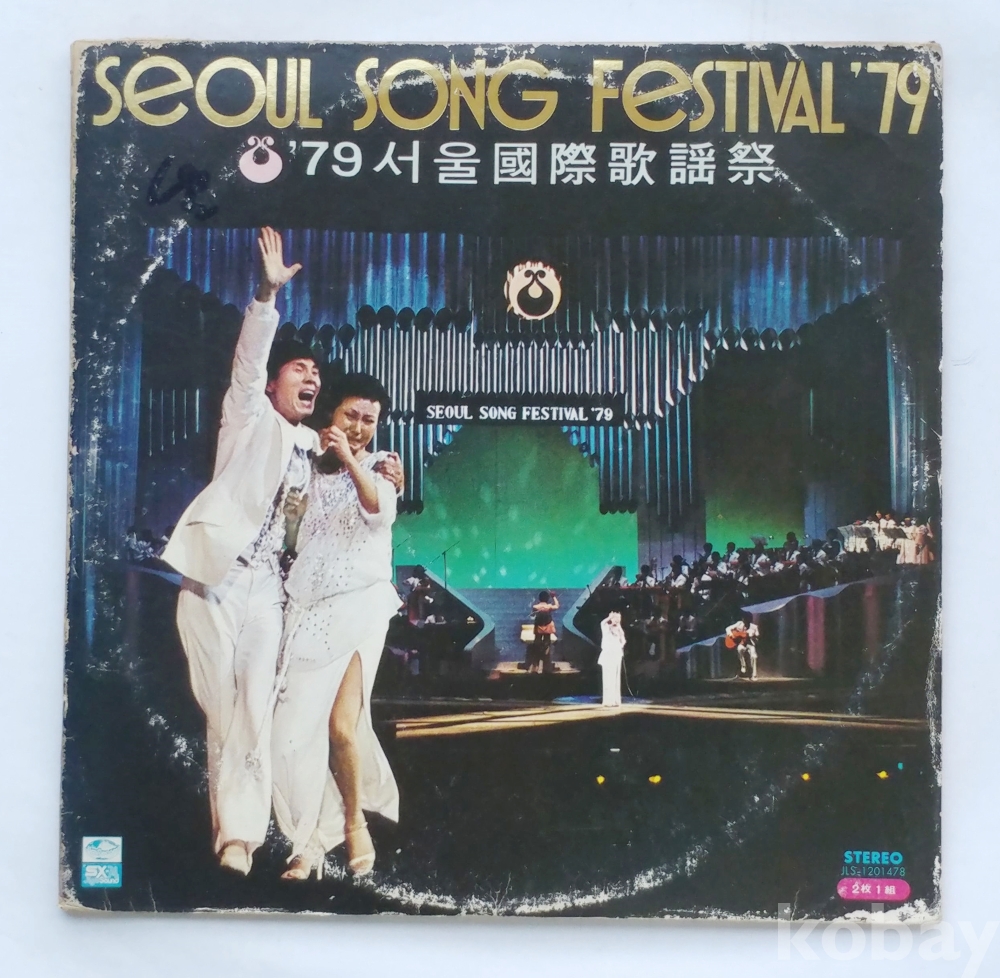 SEOUL SONG FESTIVAL '79
'79 서울國際歌謠祭
SEOUL SONG FESTIVAL '79
SX-
STEREO
JLS-1201478
2枚1組
kobay